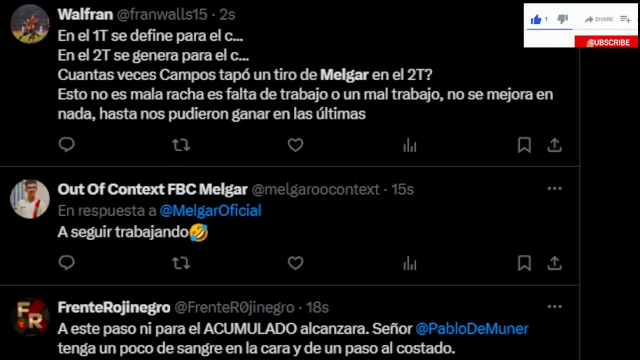 Walfran @franwalls15 · 2s
En el 1T se define para el c...
En el 2T se genera para el c...
Cuantas veces Campos tapó un tiro de Melgar en el 2T?
Esto no es mala racha es falta de trabajo o un mal trabajo, no se mejora en
nada, hasta nos pudieron ganar en las últimas
1 SHARE
SUBSCRIBE
Out Of Context FBC Melgar @melgaroocontext · 15s
En respuesta a @MelgarOficial
A seguir trabajando🤣
FR
FrenteRojinegro @FrenteR0jinegro · 18s
A este paso ni para el ACUMULADO alcanzara. Señor @PabloDeMuner
tenga un poco de sangre en la cara y de un paso al costado.